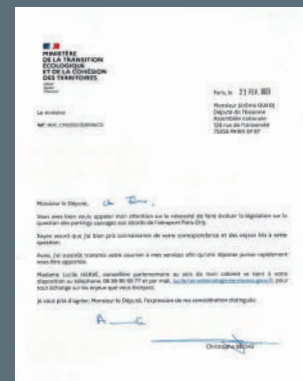 MINISTÈRE
DE LA TRANSITION
ÉCOLOGIQUE
ET DE LA COHÉSION
DES TERRITOIRES
Paris, le 23 FEV.
Monsieur Jérôme GUEDJ
Député de l'Essonne
Assemblée nationale
126 rue de l'Université
75355 PARIS 07 SP
Le ministre
Monsieur le Député,
Vous avez bien voulu appeler mon attention sur la nécessité de faire évoluer la législation sur la
question des parkings sauvages aux abords de l'aéroport Paris-Orly.
Soyez assuré que j'ai bien pris connaissance de votre correspondance et des enjeux liés à cette
question.
Aussi, j'ai aussitôt transmis votre courrier à mes services afin qu'une réponse puisse rapidement
vous être apportée.
Madame Lucile HERVÉ, conseillère parlementaire au sein de mon cabinet se tient à votre
disposition au téléphone, et par mail, pour
tout échange sur les enjeux que vous évoquez.
Je vous prie d'agréer, Monsieur le Député, l'expression de ma considération distinguée.
Christophe BÉCHU